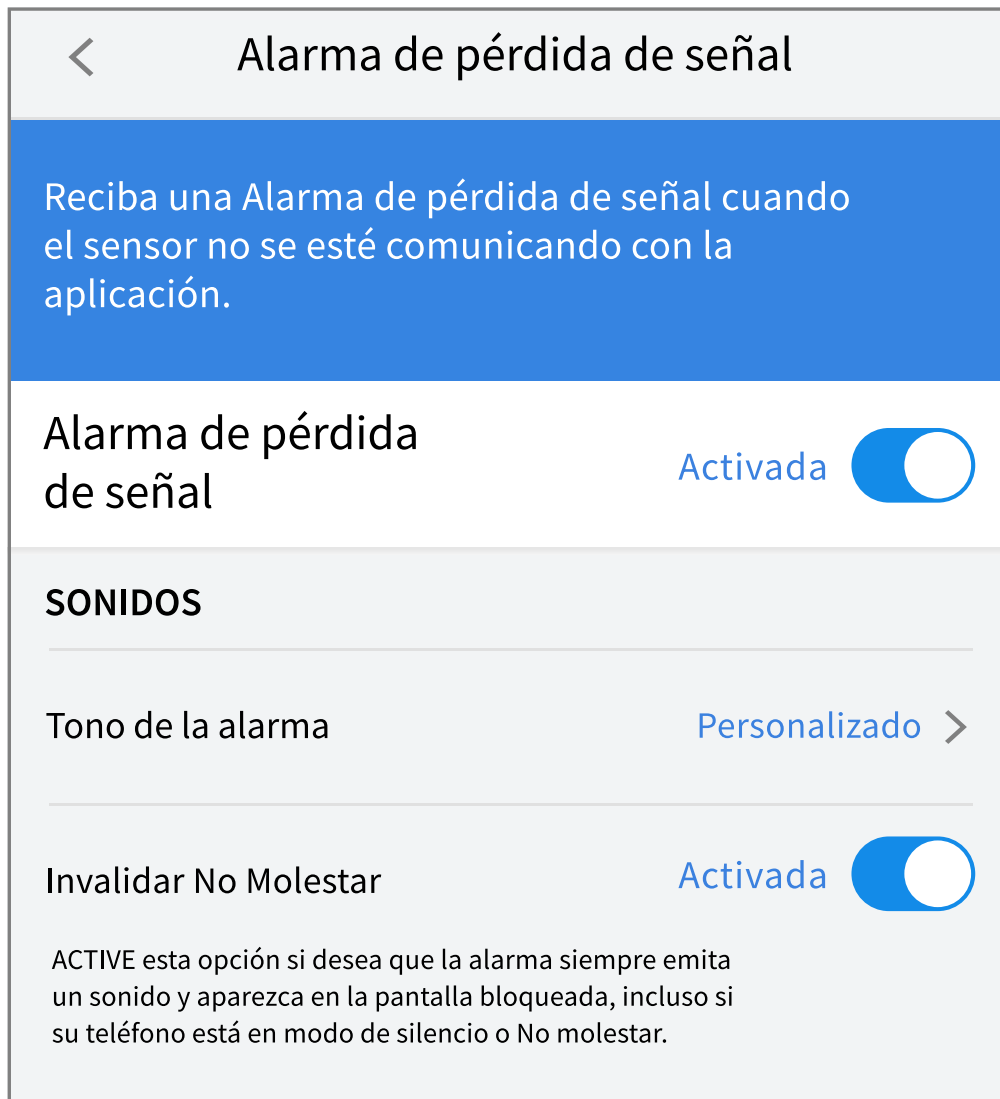 Alarma de pérdida de señal
Reciba una Alarma de pérdida de señal cuando
el sensor no se esté comunicando con la
aplicación.
Alarma de pérdida
de señal
Activada
SONIDOS
Tono de la alarma
Personalizado
Invalidar No Molestar
Activada
ACTIVE esta opción si desea que la alarma siempre emita
un sonido y aparezca en la pantalla bloqueada, incluso si
su teléfono está en modo de silencio o No molestar.